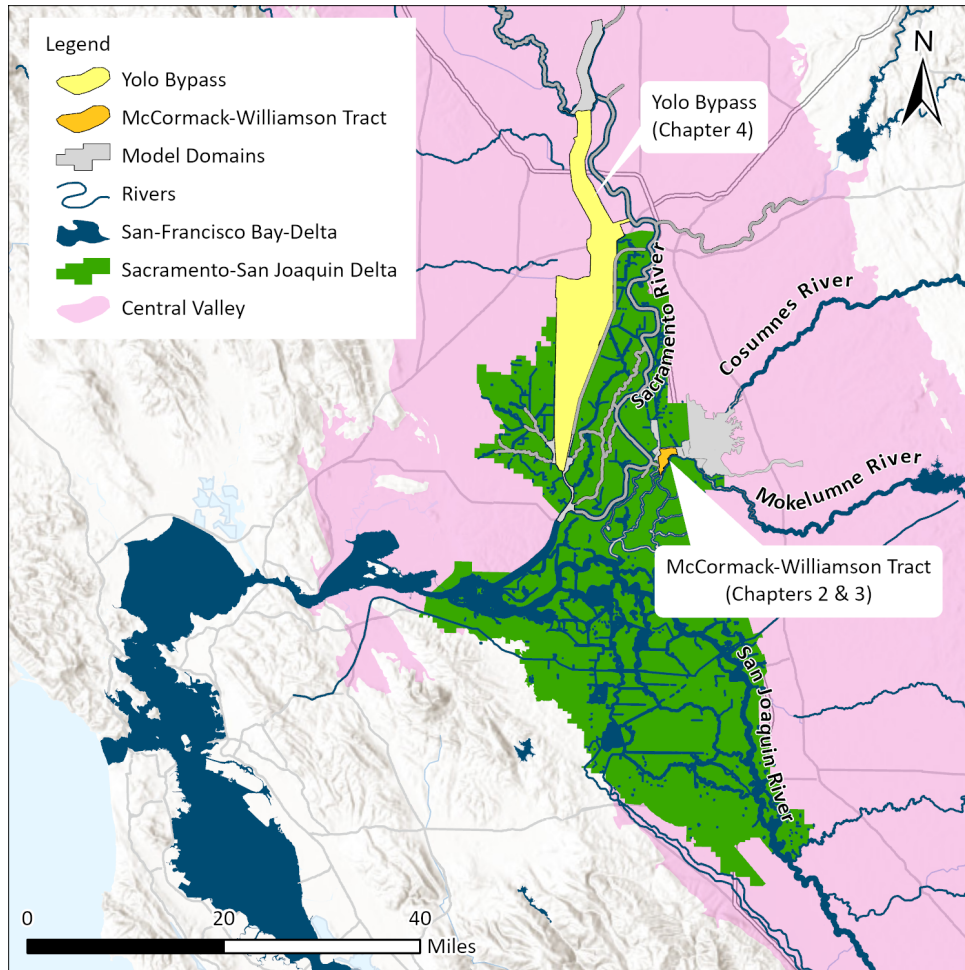 Legend
Yolo Bypass
McCormack-Williamson Tract
Model Domains
Rivers
San-Francisco Bay-Delta
Sacramento-San Joaquin Delta
Central Valley
N
Yolo Bypass
(Chapter 4)
Sacramento River
Cosumnes River
Mokelumne River
McCormack-Williamson Tract
(Chapters 2 & 3)
San Joaquin River
0 20 40
Miles